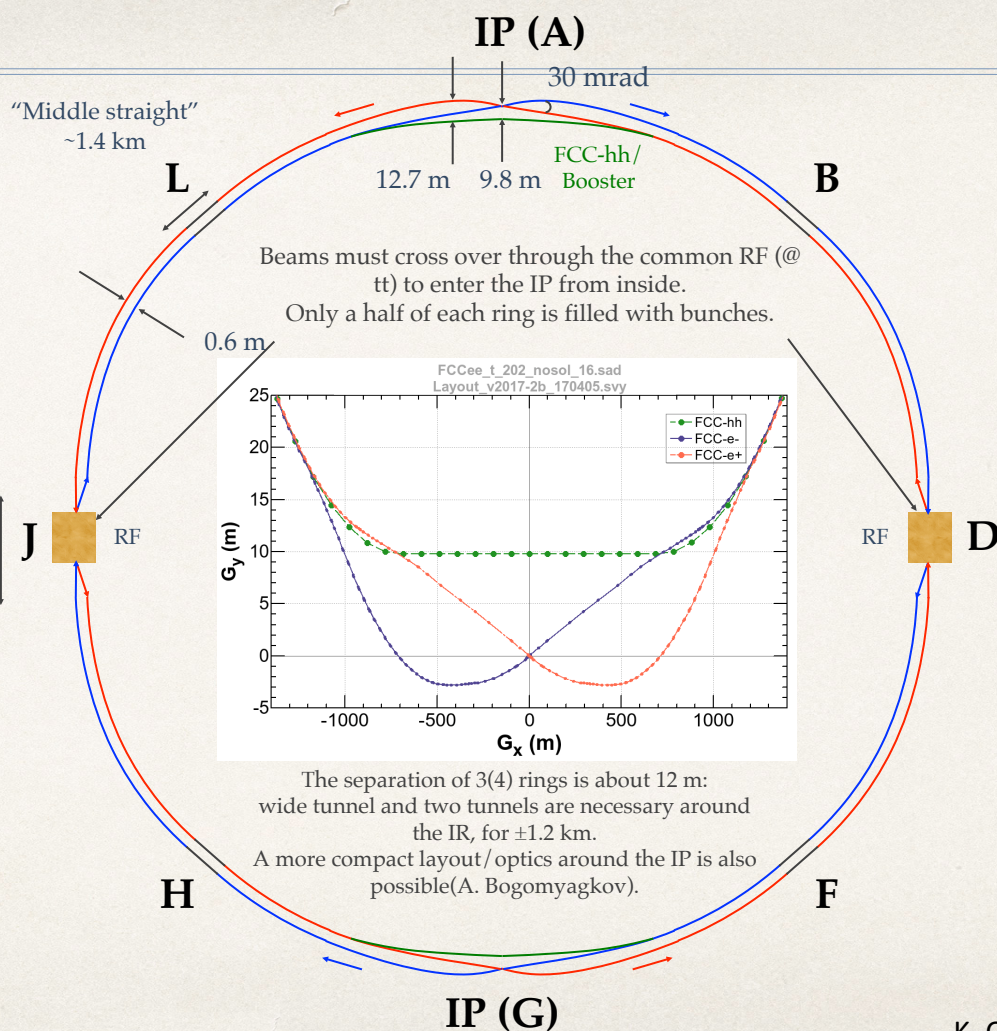 IP (A)
30 mrad
“Middle straight”
~1.4 km
L
12.7 m
9.8 m
FCC-hh/
Booster
B
Beams must cross over through the common RF (@
tt) to enter the IP from inside.
Only a half of each ring is filled with bunches.
0.6 m
FCCee_t_202_nosol_16.sad
Layout_v2017-2b_170405.svy
25
20
15
10
5
0
-5
FCC-hh
FCC-e-
FCC-e+
Gy (m)
-1000
-500
0
500
1000
Gx (m)
J
RF
RF
D
The separation of 3(4) rings is about 12 m:
wide tunnel and two tunnels are necessary around
the IR, for ±1.2 km.
A more compact layout/optics around the IP is also
possible(A. Bogomyagkov).
H
F
IP (G)